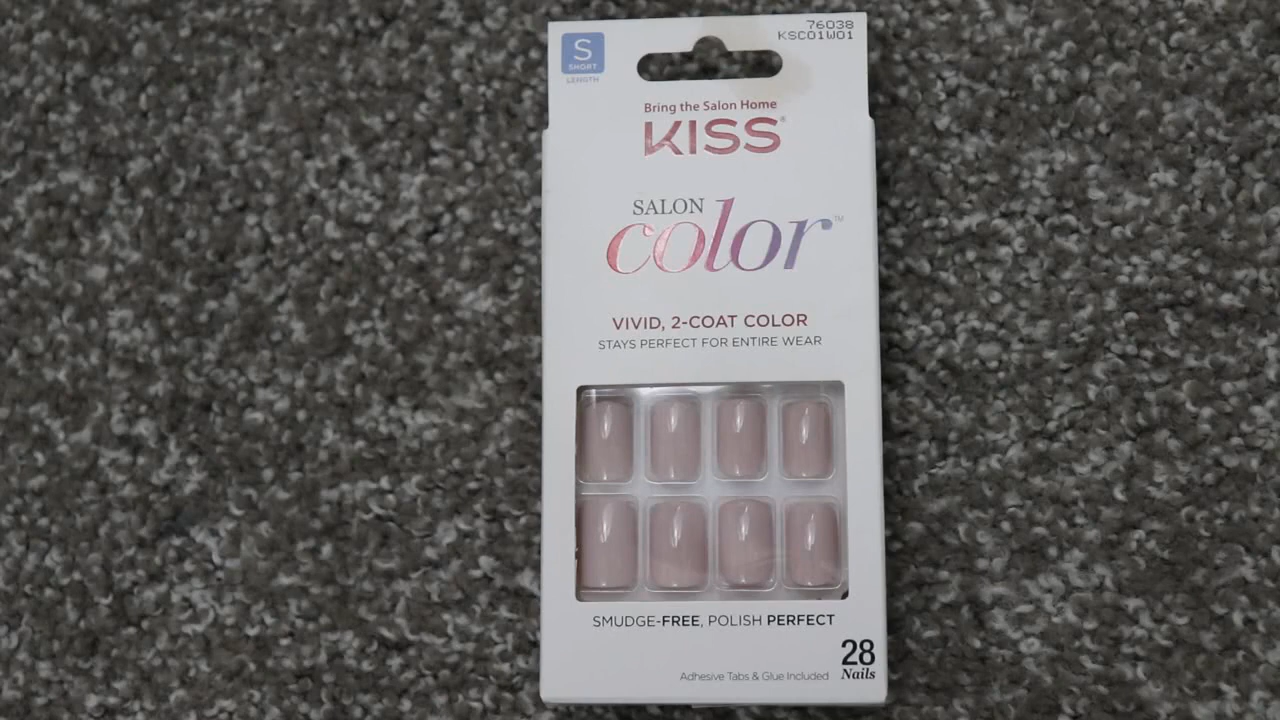 76038
KSC01W01
S
SHORT
LENGTH
Bring the Salon Home
KISS®
SALON
color™
VIVID, 2-COAT COLOR
STAYS PERFECT FOR ENTIRE WEAR
SMUDGE-FREE, POLISH PERFECT
28
Nails
Adhesive Tabs & Glue Included